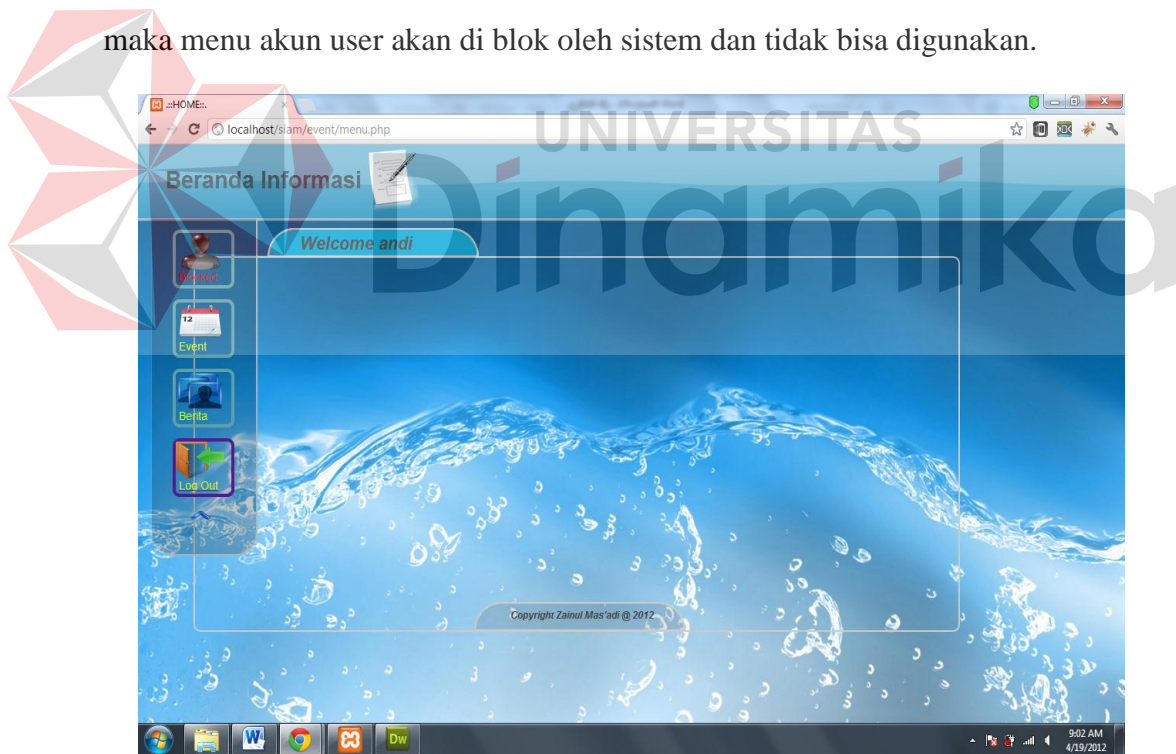 maka menu akun user akan di blok oleh sistem dan tidak bisa digunakan.
.::HOME::.
localhost/siam/event/menu.php
UNIVERSITAS
Dinamika
Beranda Informasi
Welcome andi
Blocked
12
Event
Berita
Log Out
Copyright Zainul Mas'adi @ 2012
W
Dw
9:02 AM
4/19/2012